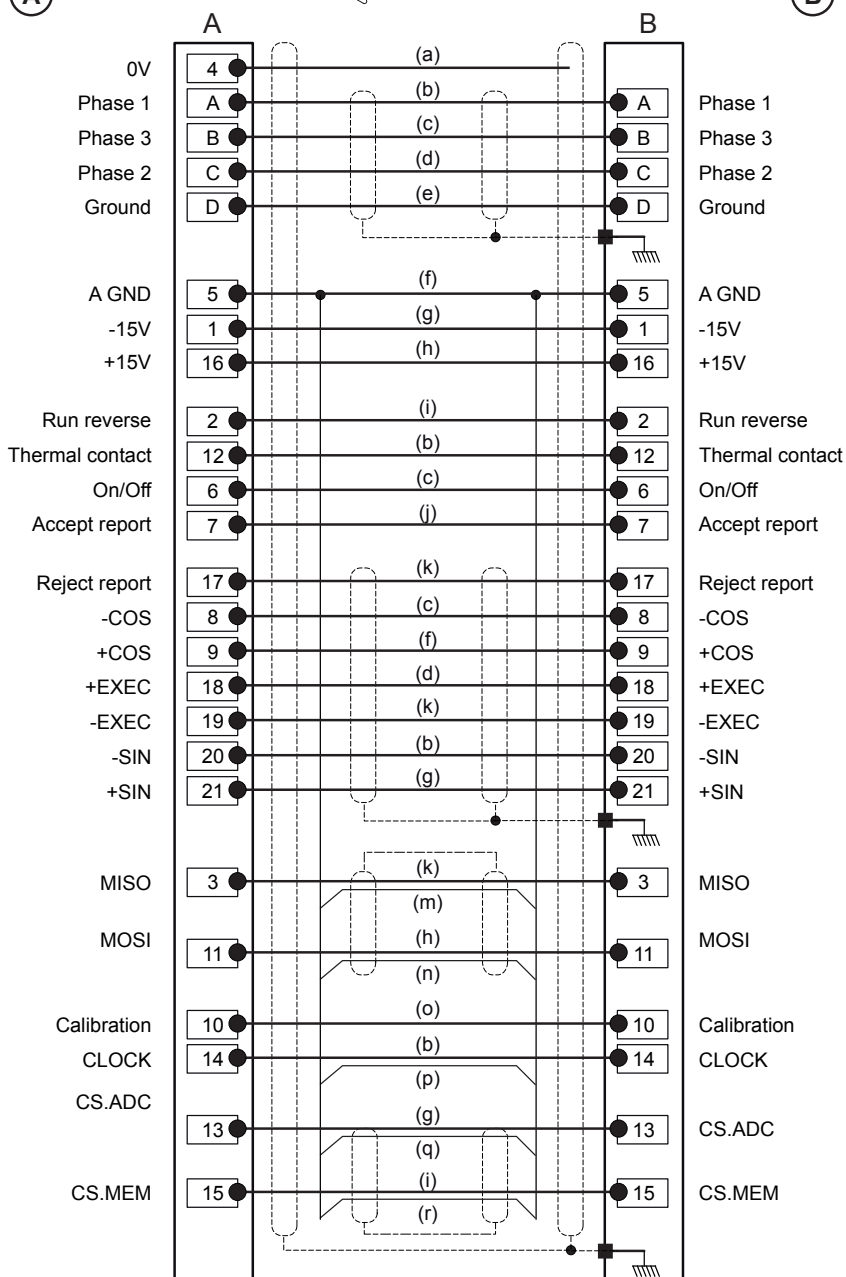 A B
A B
0V 4 (a)
Phase 1 A (b) A Phase 1
Phase 3 B (c) B Phase 3
Phase 2 C (d) C Phase 2
Ground D (e) D Ground
A GND 5 (f) 5 A GND
-15V 1 (g) 1 -15V
+15V 16 (h) 16 +15V
Run reverse 2 (i) 2 Run reverse
Thermal contact 12 (b) 12 Thermal contact
On/Off 6 (c) 6 On/Off
Accept report 7 (j) 7 Accept report
Reject report 17 (k) 17 Reject report
-COS 8 (c) 8 -COS
+COS 9 (f) 9 +COS
+EXEC 18 (d) 18 +EXEC
-EXEC 19 (k) 19 -EXEC
-SIN 20 (b) 20 -SIN
+SIN 21 (g) 21 +SIN
MISO 3 (k) 3 MISO
(m)
MOSI 11 (h) 11 MOSI
(n)
Calibration 10 (o) 10 Calibration
CLOCK 14 (b) 14 CLOCK
(p)
CS.ADC 13 (g) 13 CS.ADC
(q)
CS.MEM 15 (i) 15 CS.MEM
(r)